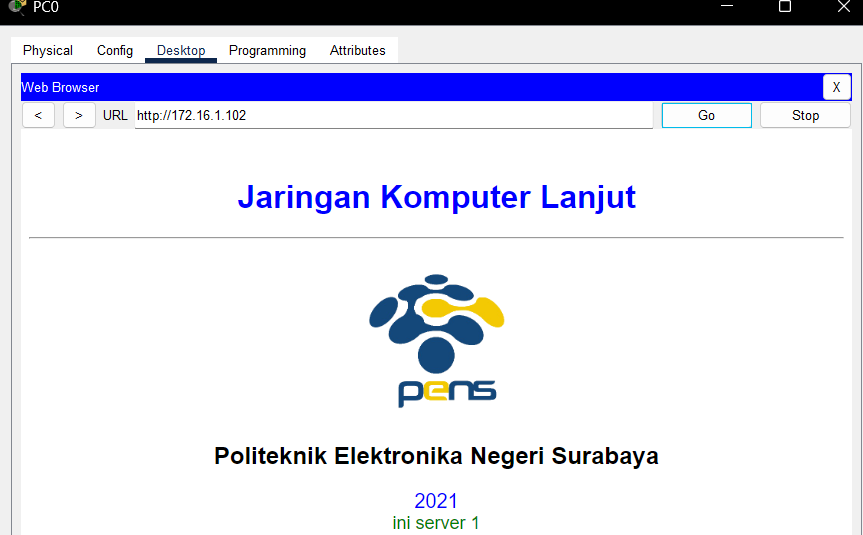 PC0
Physical Config Desktop Programming Attributes
Web Browser X
< > URL http://172.16.1.102 Go Stop
Jaringan Komputer Lanjut
pens
Politeknik Elektronika Negeri Surabaya
2021
ini server 1